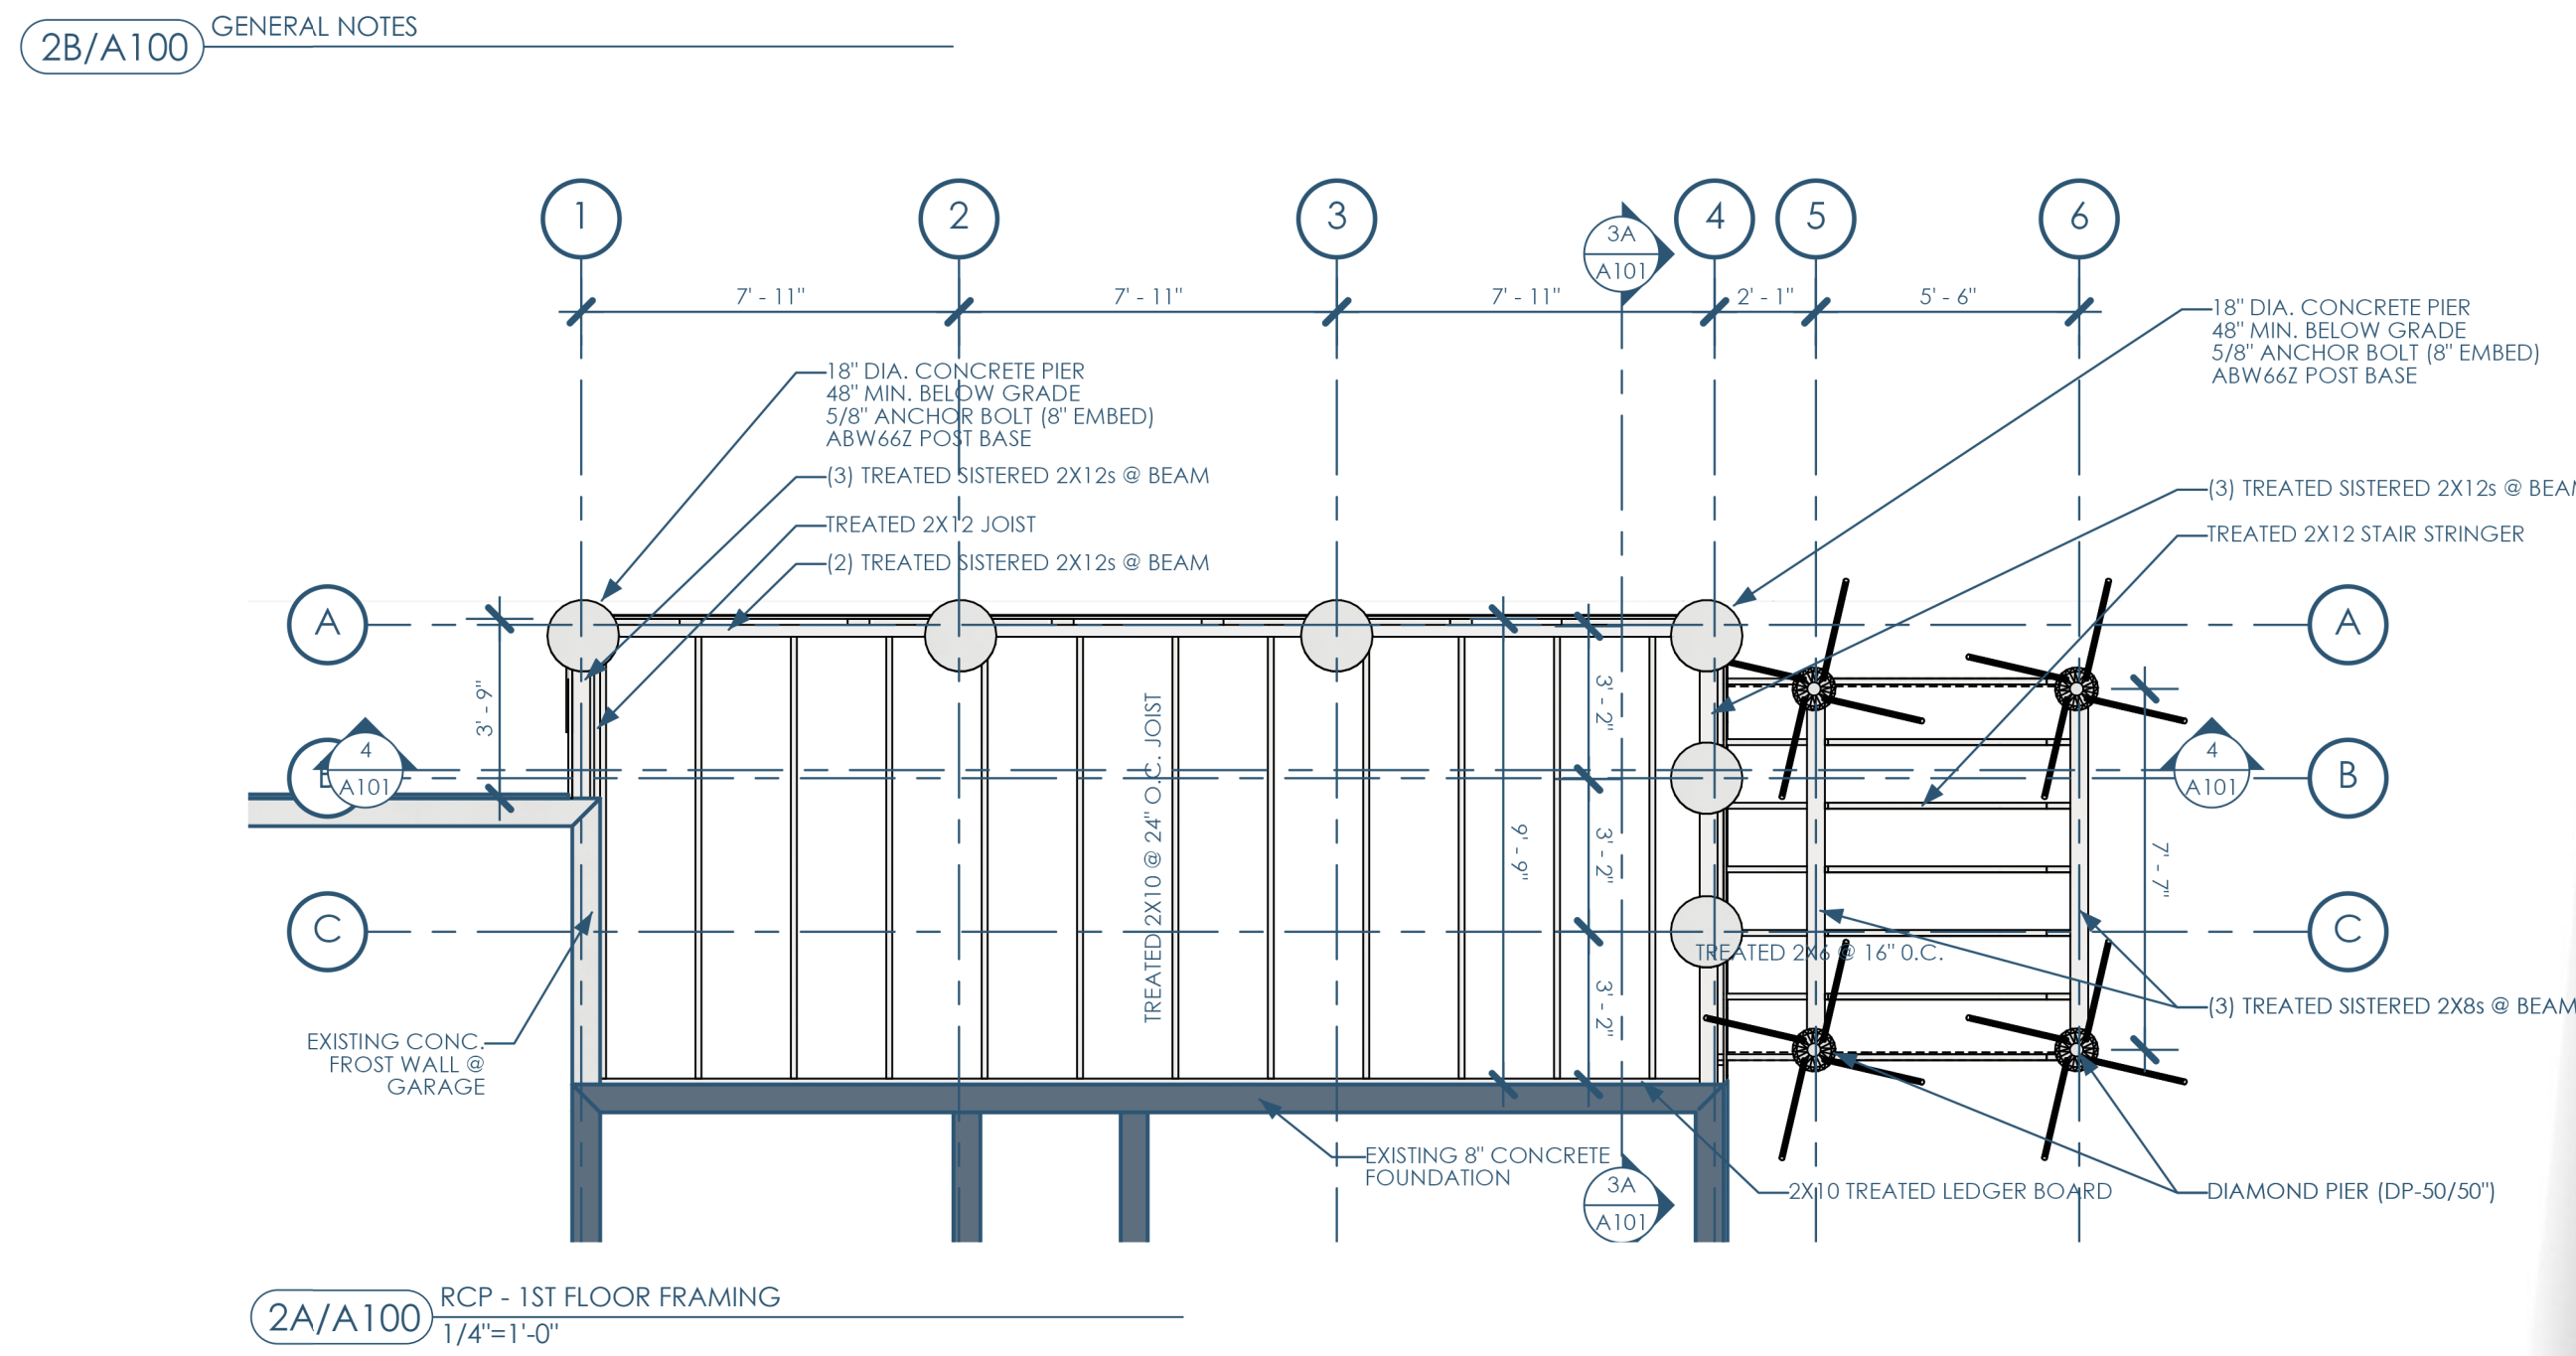 2B/A100
GENERAL NOTES
1
2
3
4
5
6
3A
A101
7' - 11"
7' - 11"
7' - 11"
2' - 1"
5' - 6"
18" DIA. CONCRETE PIER
48" MIN. BELOW GRADE
5/8" ANCHOR BOLT (8" EMBED)
ABW66Z POST BASE
(3) TREATED SISTERED 2X12s @ BEAM
TREATED 2X12 JOIST
(2) TREATED SISTERED 2X12s @ BEAM
18" DIA. CONCRETE PIER
48" MIN. BELOW GRADE
5/8" ANCHOR BOLT (8" EMBED)
ABW66Z POST BASE
(3) TREATED SISTERED 2X12s @
TREATED 2X12 STAIR STRINGER
A
A
3' - 9"
3' - 2"
4
A101
4
A101
B
TREATED 2X10 @ 24" O.C. JOIST
9' - 9"
3' - 2"
7' - 7"
C
C
TREATED 2X6 @ 16" 0.C.
3' - 2"
(3) TREATED SISTERED 2X8s @ BEAM
EXISTING CONC.
FROST WALL @
GARAGE
EXISTING 8" CONCRETE
FOUNDATION
3A
A101
2X10 TREATED LEDGER BOARD
DIAMOND PIER (DP-50/50")
2A/A100
RCP - 1ST FLOOR FRAMING
1/4"=1'-0"